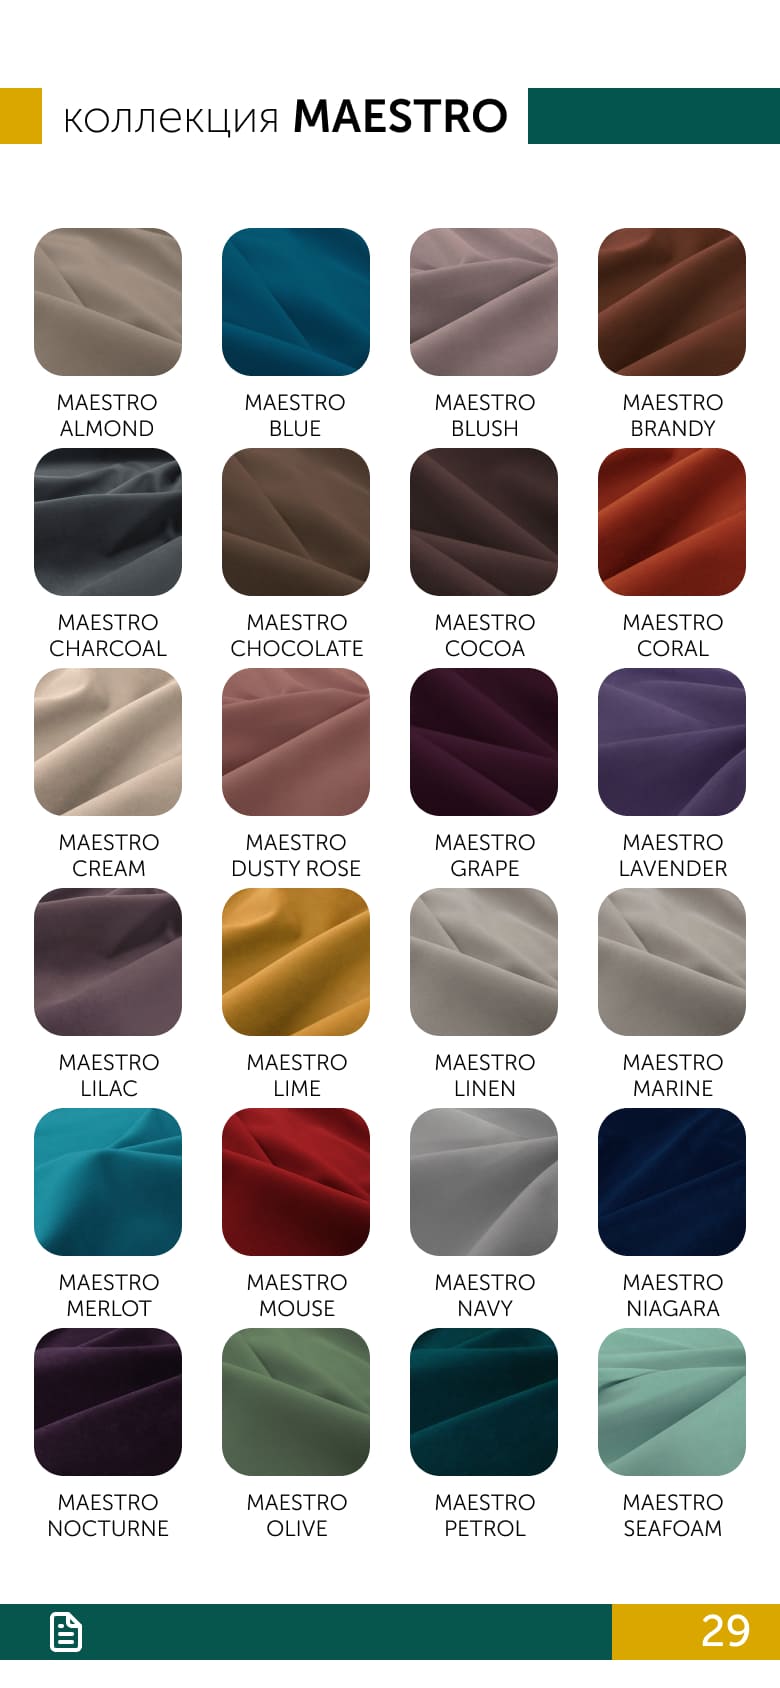 коллекция MAESTRO
MAESTRO
ALMOND
MAESTRO
BLUE
MAESTRO
BLUSH
MAESTRO
BRANDY
MAESTRO
CHARCOAL
MAESTRO
CHOCOLATE
MAESTRO
COCOA
MAESTRO
CORAL
MAESTRO
CREAM
MAESTRO
DUSTY ROSE
MAESTRO
GRAPE
MAESTRO
LAVENDER
MAESTRO
LILAC
MAESTRO
LIME
MAESTRO
LINEN
MAESTRO
MARINE
MAESTRO
MERLOT
MAESTRO
MOUSE
MAESTRO
NAVY
MAESTRO
NIAGARA
MAESTRO
NOCTURNE
MAESTRO
OLIVE
MAESTRO
PETROL
MAESTRO
SEAFOAM
29